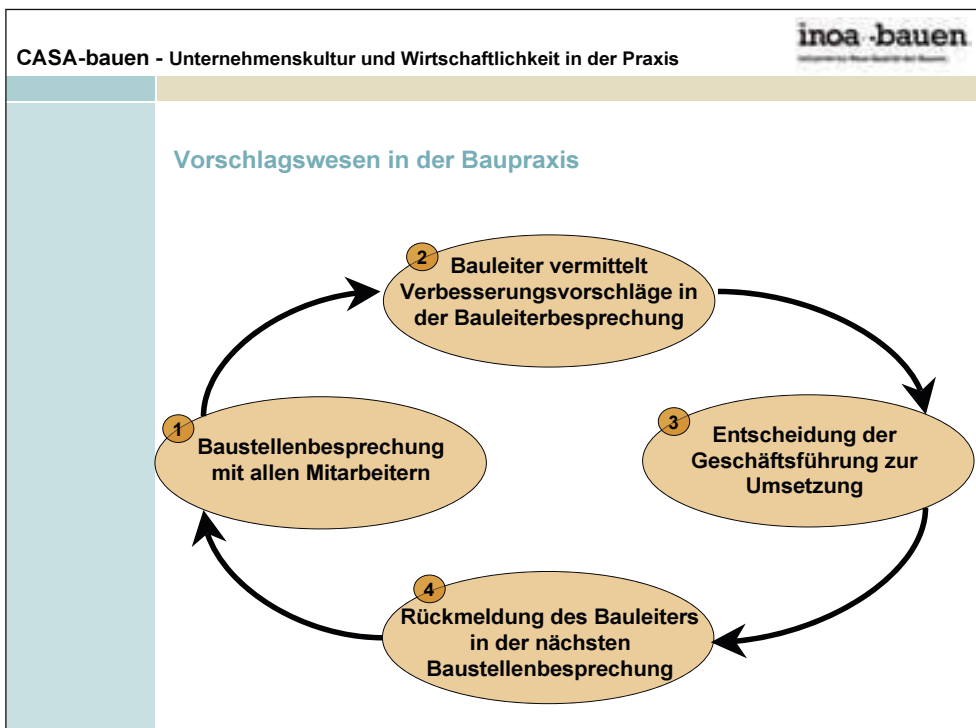 CASA-bauen - Unternehmenskultur und Wirtschaftlichkeit in der Praxis
inoa -bauen
Vorschlagswesen in der Baupraxis
1
Baustellenbesprechung
mit allen Mitarbeitern
2
Bauleiter vermittelt
Verbesserungsvorschläge in
der Bauleiterbesprechung
3
Entscheidung der
Geschäftsführung zur
Umsetzung
4
Rückmeldung des Bauleiters
in der nächsten
Baustellenbesprechung